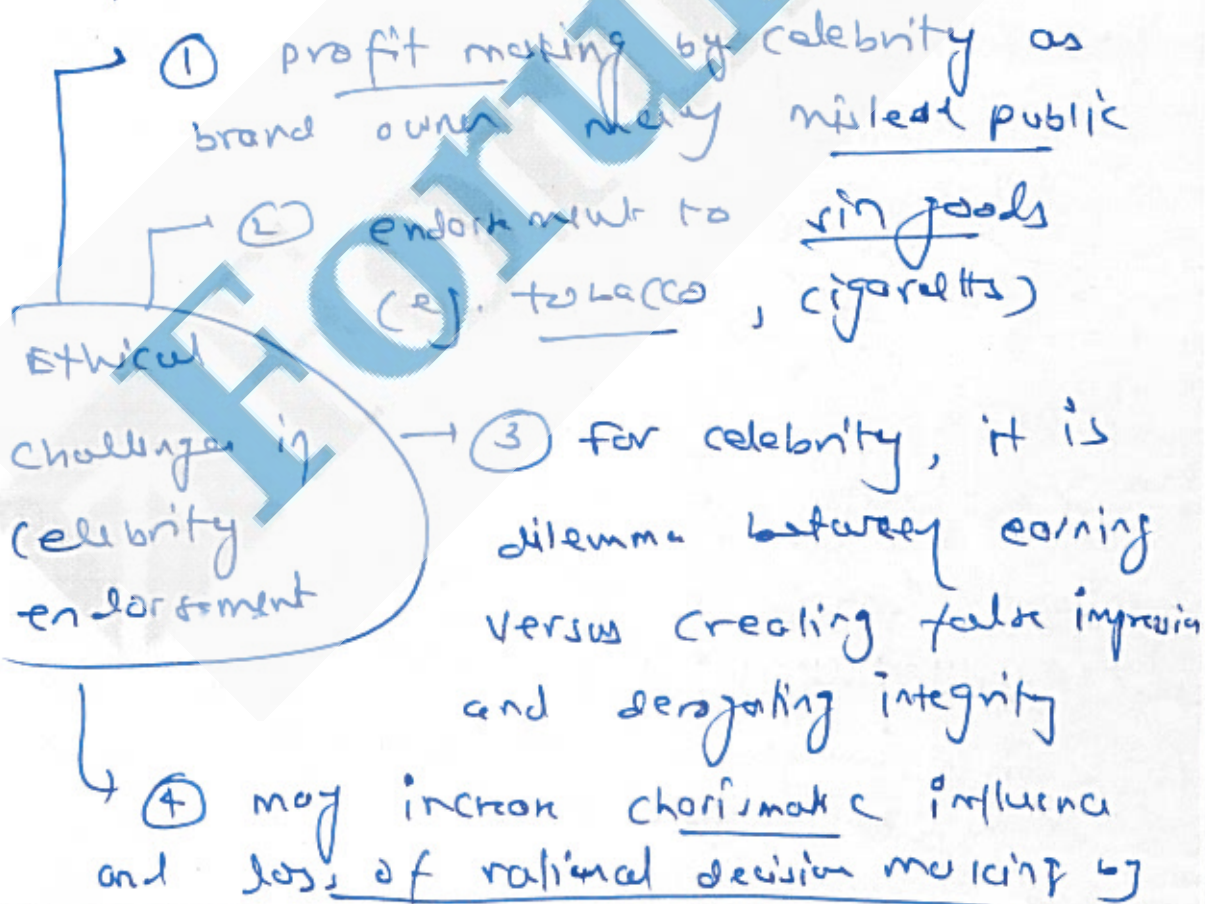 ① profit making by celebrity as
brand owner may mislead public
② endorsement to sin goods
(eg. tobacco, cigarettes)
Ethical
challenges in
celebrity
endorsement
③ For celebrity, it is
dilemma between earning
versus creating false impression
and derogating integrity
④ may increase charismatic influence
and loss of rational decision making by
Foru